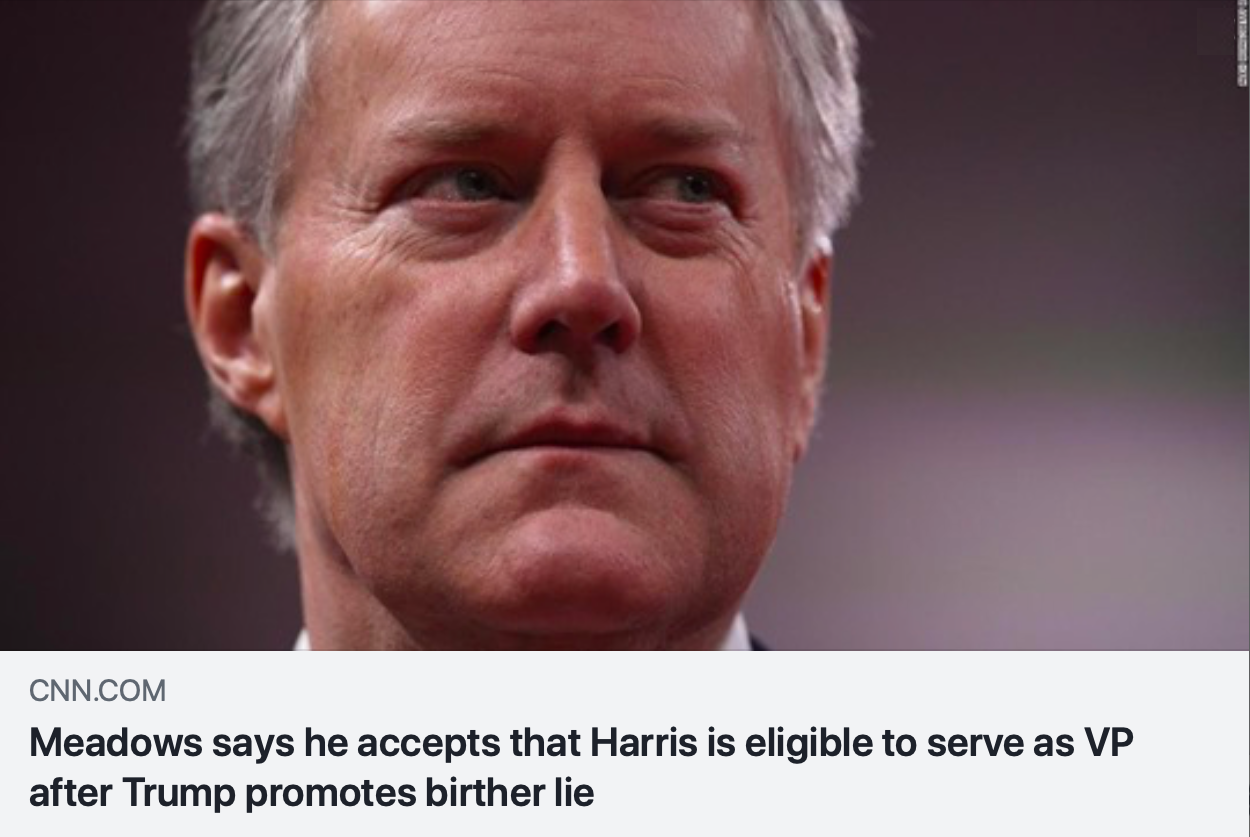 CNN.COM
Meadows says he accepts that Harris is eligible to serve as VP
after Trump promotes birther lie